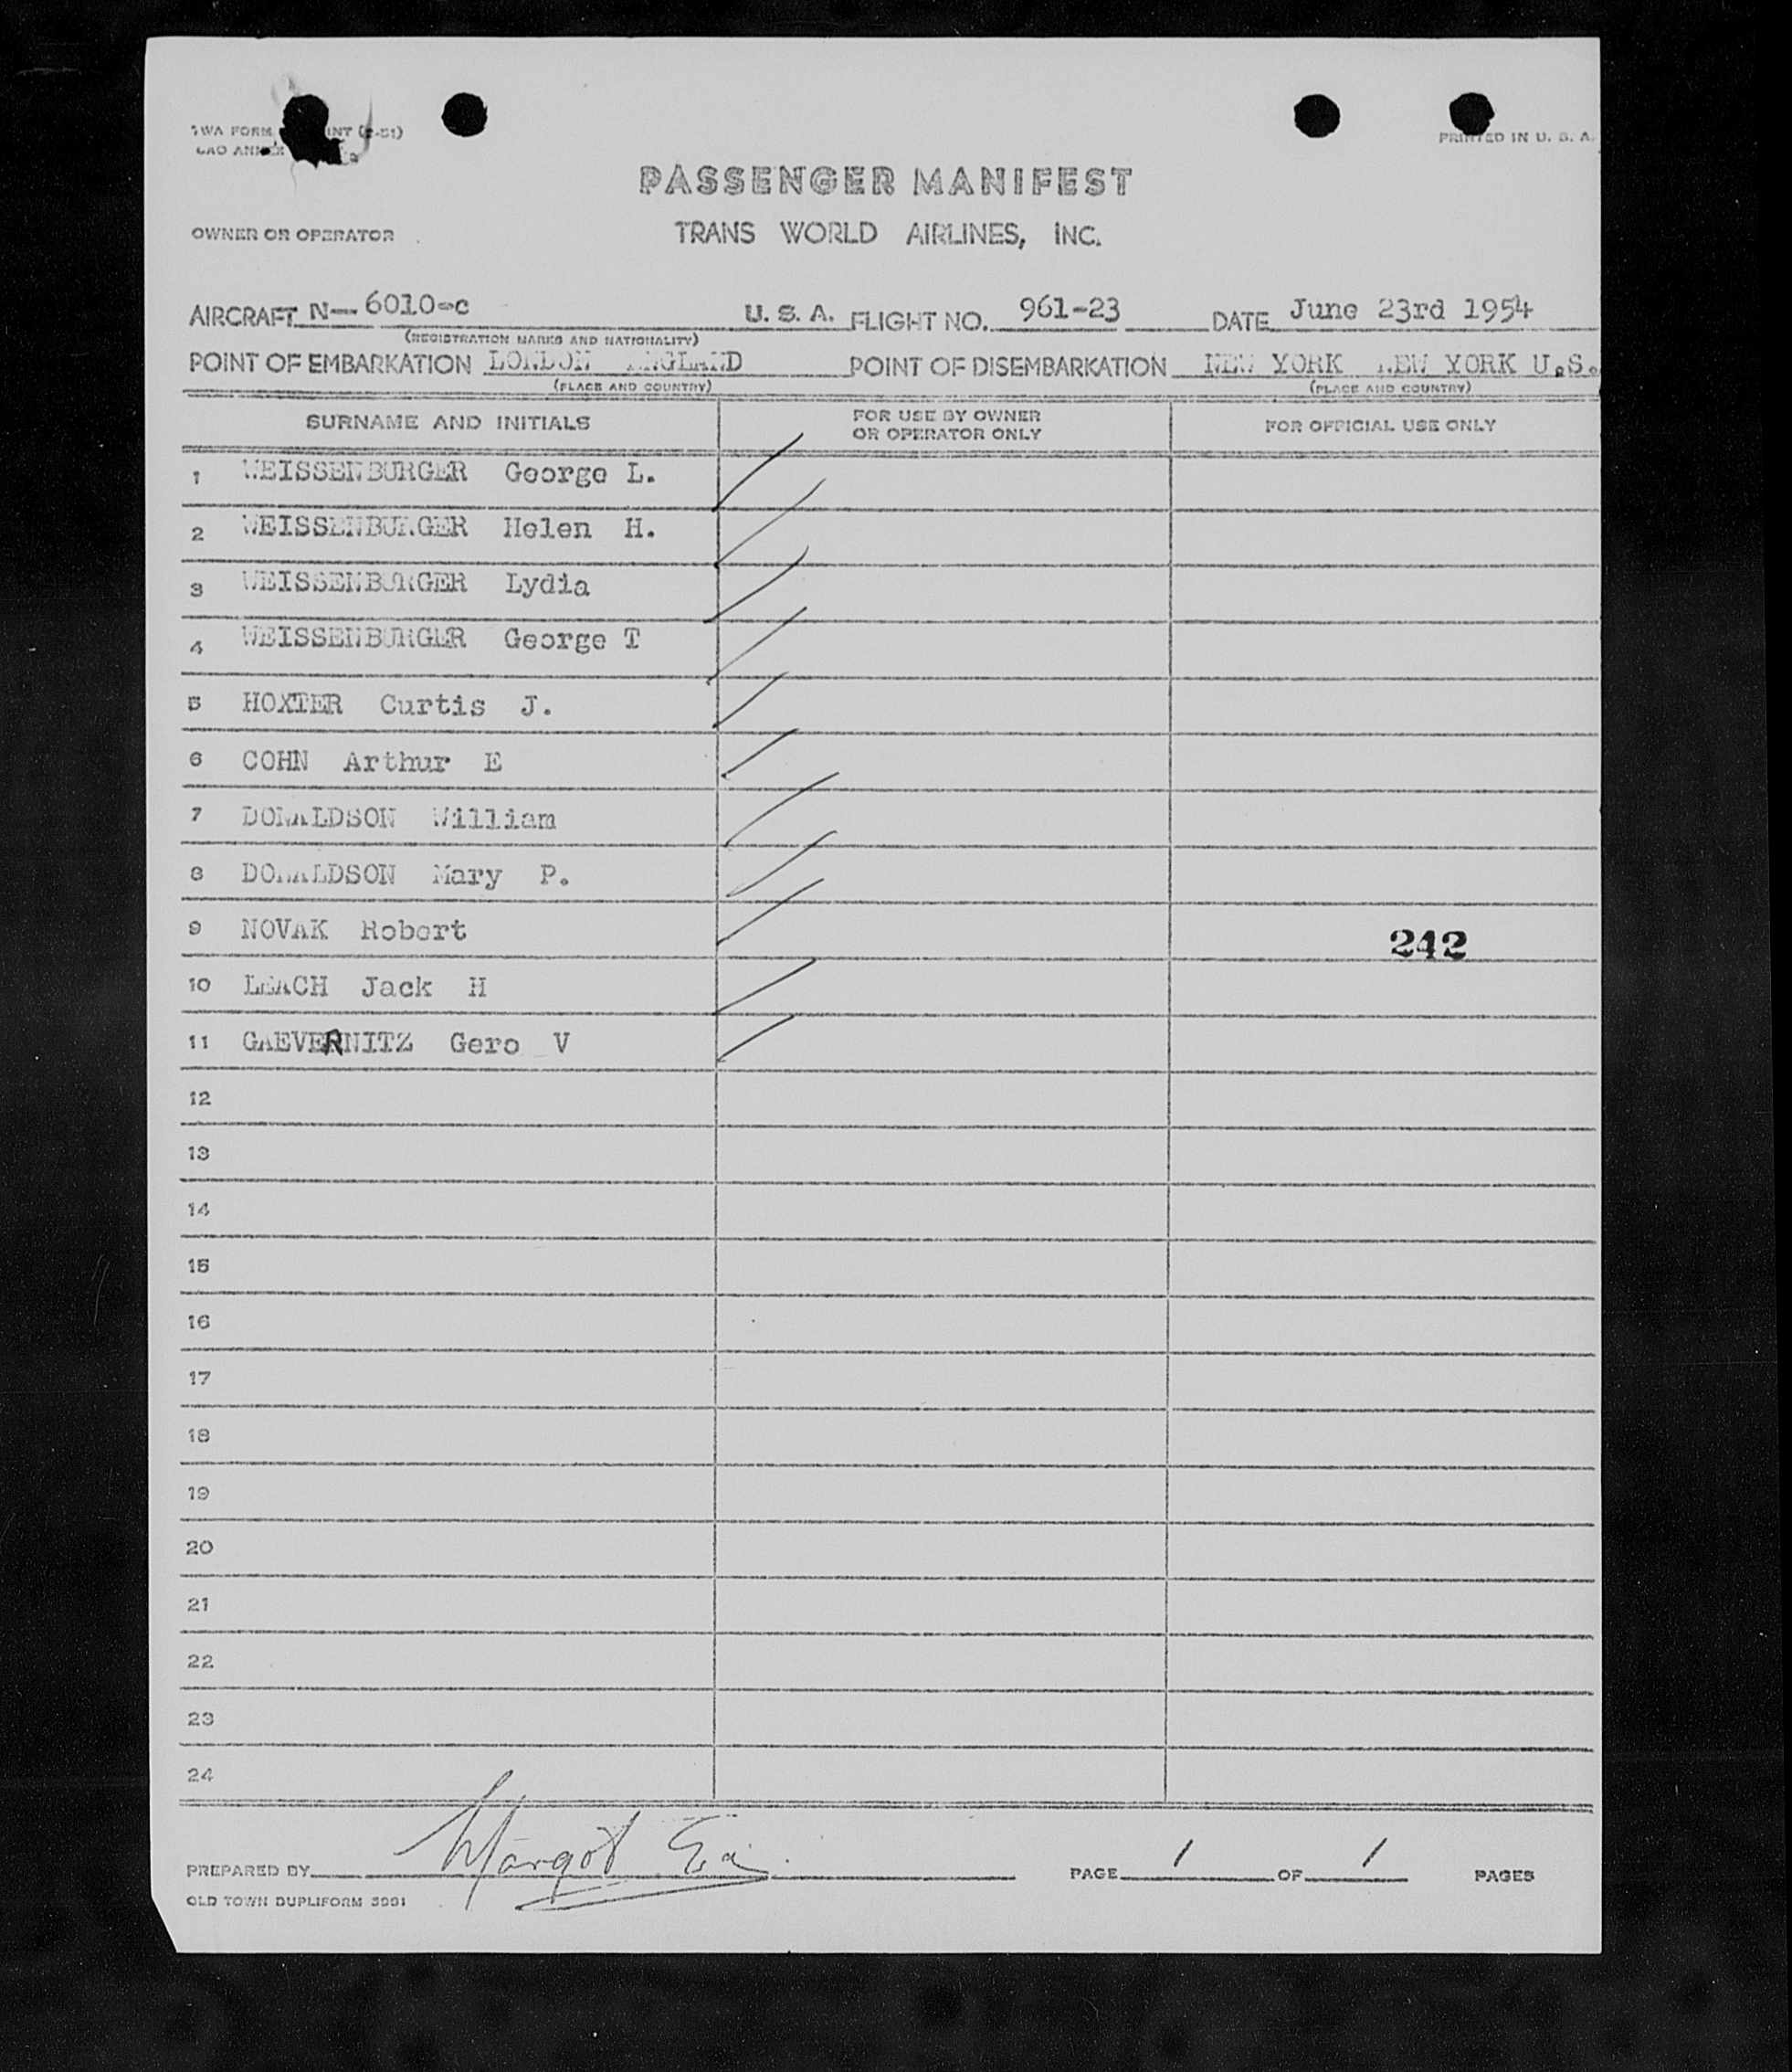 TWA FORM INT (2-51) PRINTED IN U. S. A.
PASSENGER MANIFEST
OWNER OR OPERATOR TRANS WORLD AIRLINES, INC.
AIRCRAFT N-- 6010-c U. S. A. FLIGHT NO. 961-23 DATE June 23rd 1954
(REGISTRATION MARKS AND NATIONALITY)
POINT OF EMBARKATION LONDON ENGLAND POINT OF DISEMBARKATION NEW YORK NEW YORK U.S.
(PLACE AND COUNTRY) (PLACE AND COUNTRY)
SURNAME AND INITIALS FOR USE BY OWNER OR OPERATOR ONLY FOR OFFICIAL USE ONLY
1 WEISSENBURGER George L.
2 WEISSENBURGER Helen H.
3 WEISSENBURGER Lydia
4 WEISSENBURGER George T
5 HOXTER Curtis J.
6 COHN Arthur E
7 DONALDSON William
8 DONALDSON Mary P.
9 NOVAK Robert 242
10 LEACH Jack H
11 GAEVERNITZ Gero V
12
13
14
15
16
17
18
19
20
21
22
23
24
PREPARED BY Margot PAGE 1 OF 1 PAGES
OLD TOWN DUPLIFORM 3991